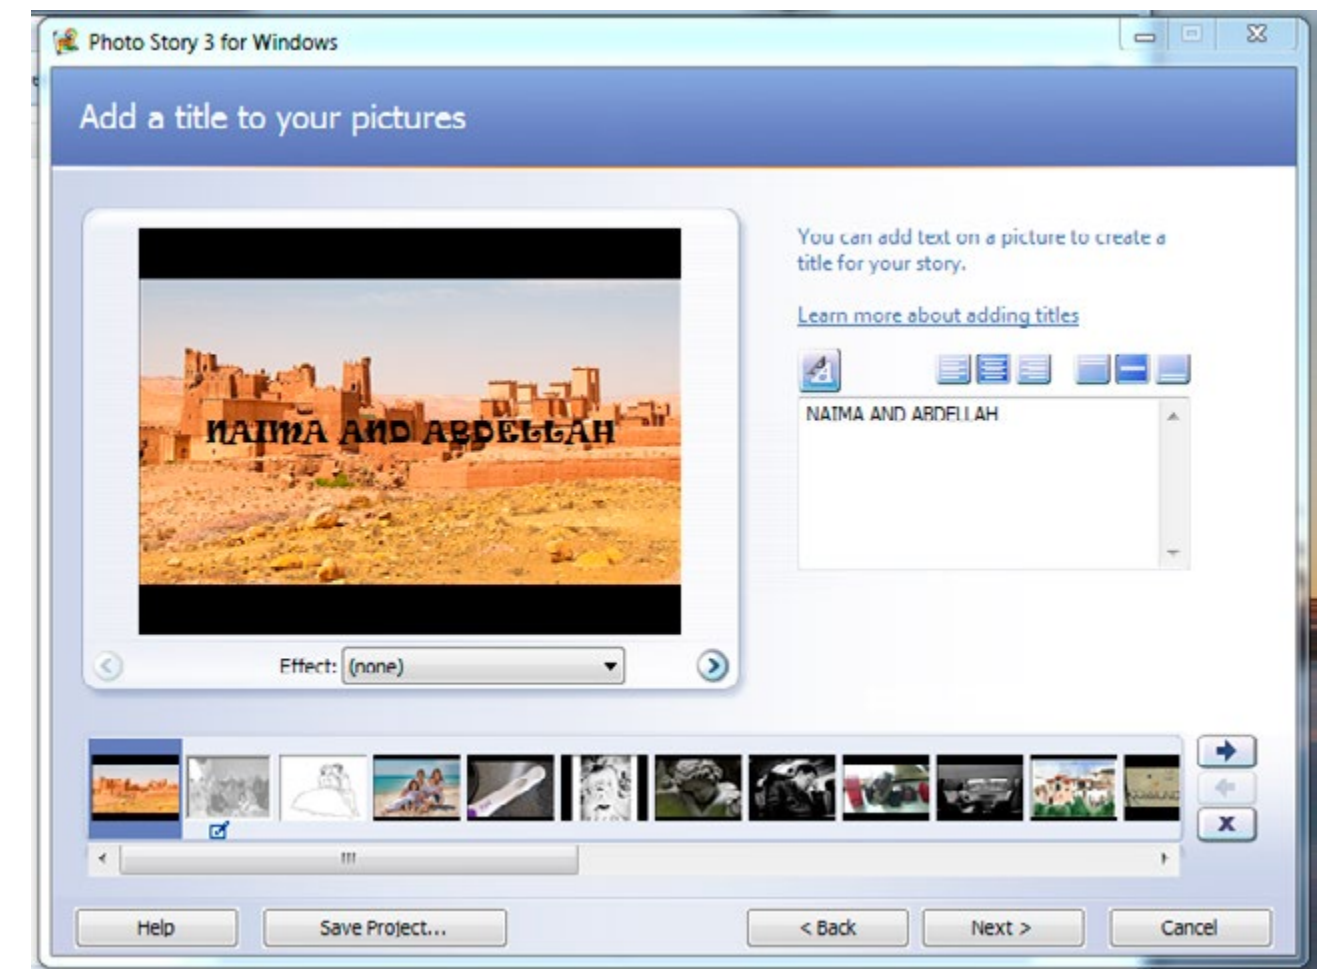 Photo Story 3 for Windows
Add a title to your pictures
You can add text on a picture to create a
title for your story.
Learn more about adding titles
NAIMA AND ABDELLAH
NAIMA AND ABDELLAH
Effect: (none)
Help
Save Project...
< Back
Next >
Cancel